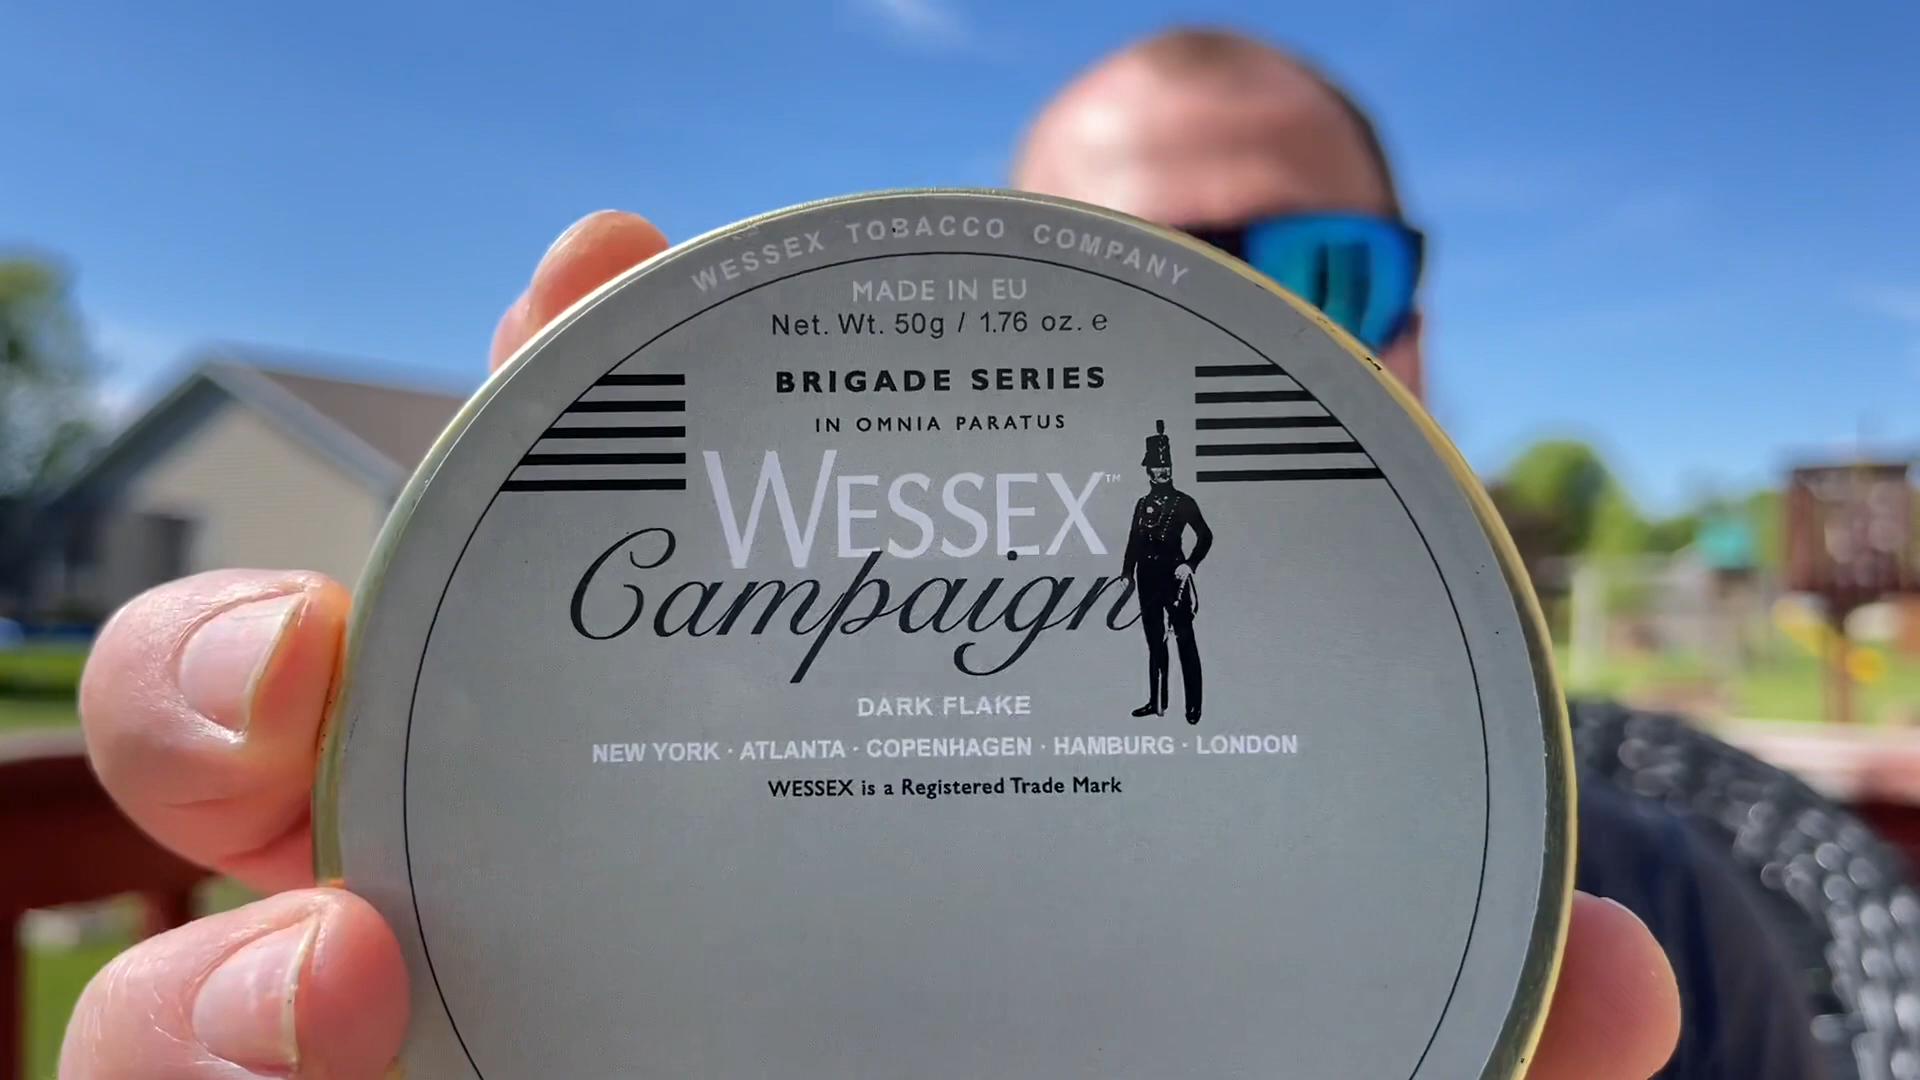 WESSEX TOBACCO COMPANY
MADE IN EU
Net. Wt. 50g / 1.76 oz. e
BRIGADE SERIES
IN OMNIA PARATUS
WESSEX™
Campaign
DARK FLAKE
NEW YORK · ATLANTA · COPENHAGEN · HAMBURG · LONDON
WESSEX is a Registered Trade Mark